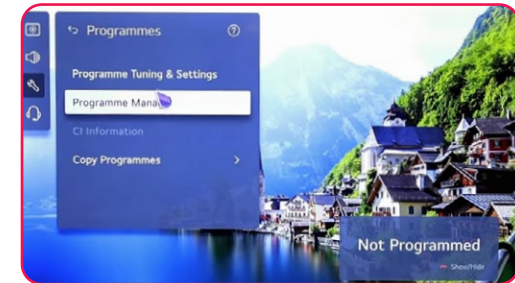 Programmes
Programme Tuning & Settings
Programme Mana
CI Information
Copy Programmes
Not Programmed
Show/Hide